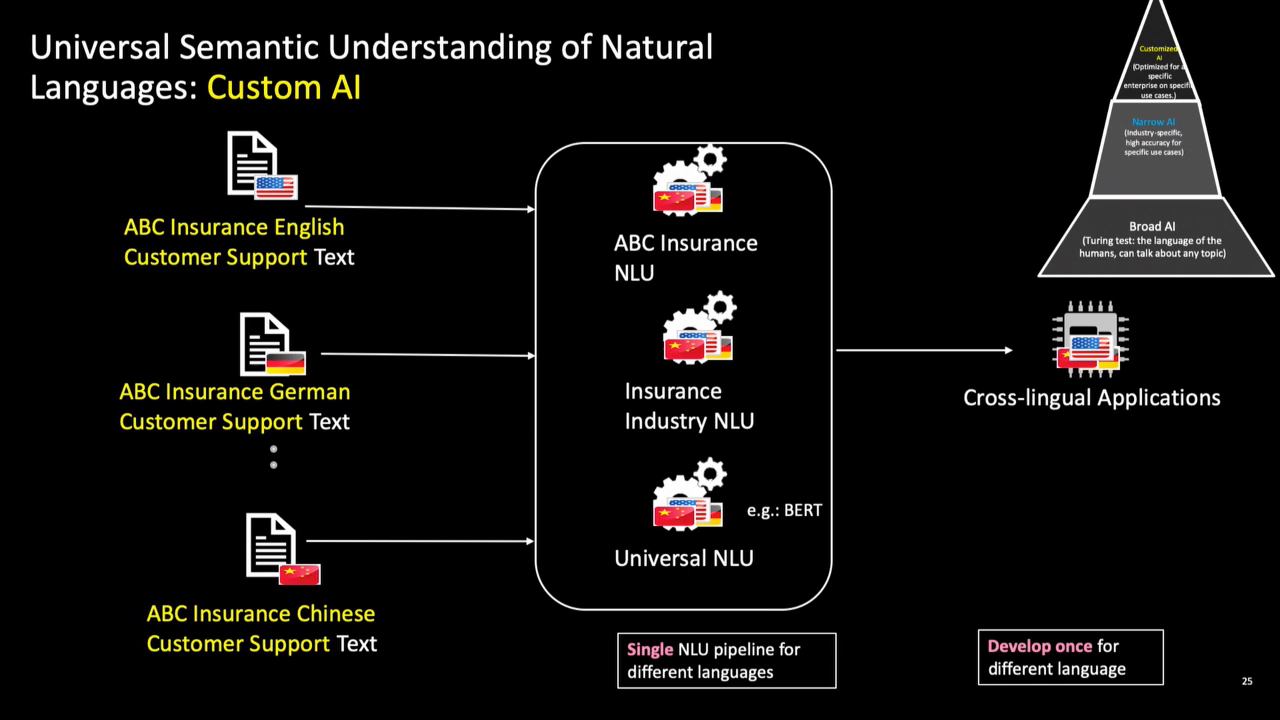 Universal Semantic Understanding of Natural
Languages: Custom AI
Customized
AI
(Optimized for a
specific
enterprise on specific
use cases.)
Narrow AI
(Industry-specific,
high accuracy for
specific use cases)
Broad AI
(Turing test: the language of the
humans, can talk about any topic)
ABC Insurance English
Customer Support Text
ABC Insurance German
Customer Support Text
ABC Insurance Chinese
Customer Support Text
ABC Insurance
NLU
Insurance
Industry NLU
e.g.: BERT
Universal NLU
Cross-lingual Applications
Single NLU pipeline for
different languages
Develop once for
different language
25